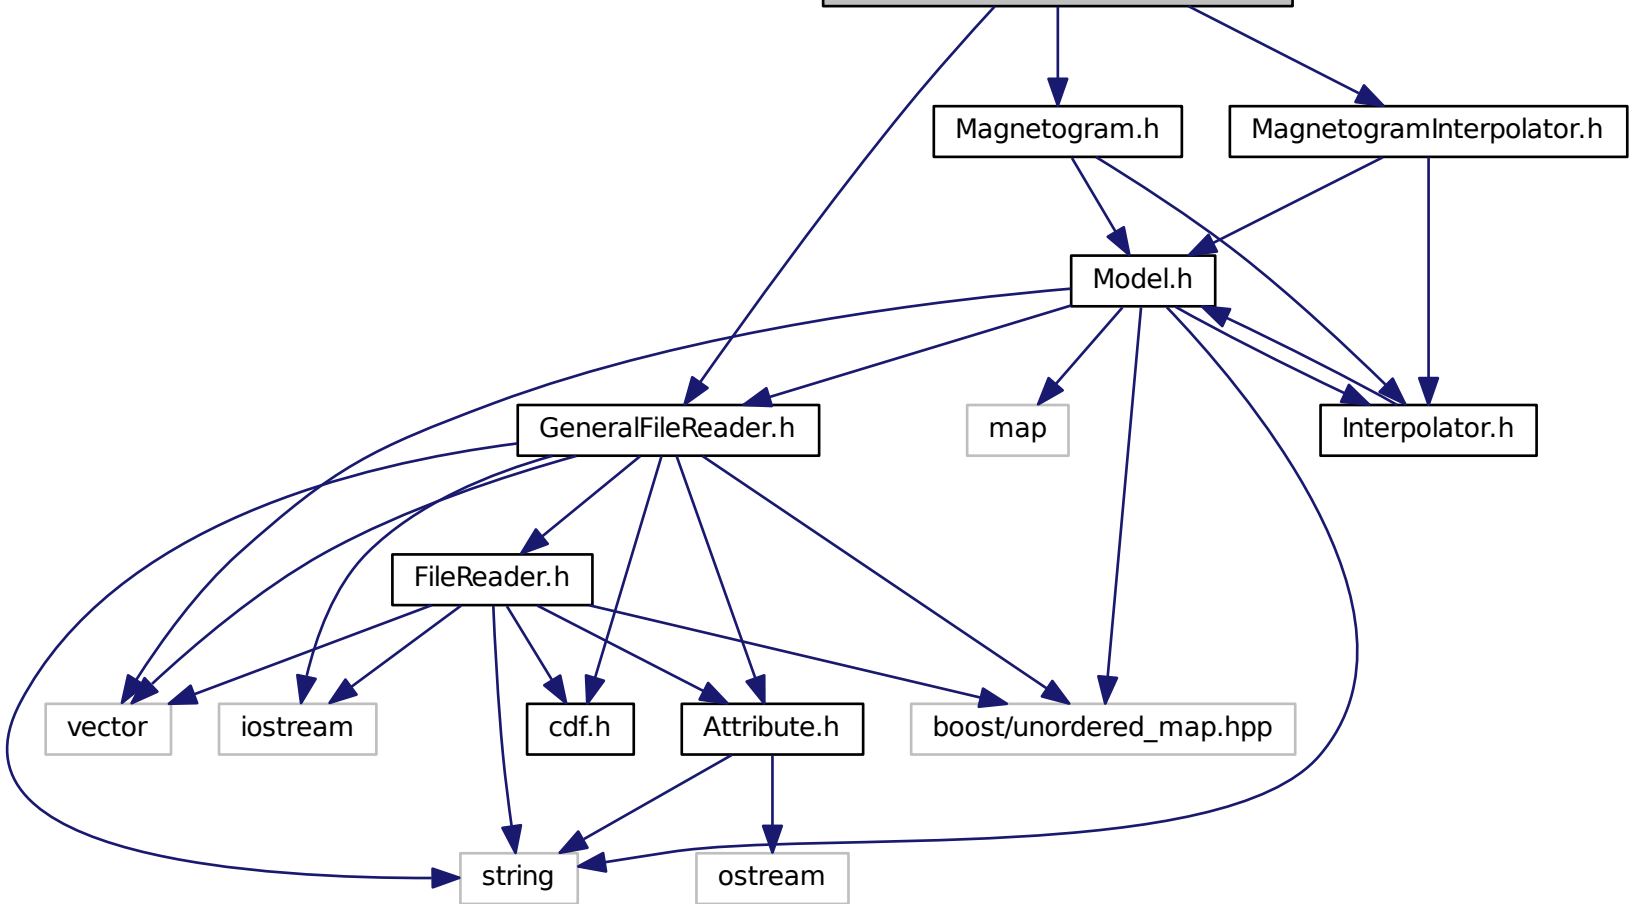 Magnetogram.h
MagnetogramInterpolator.h
Model.h
GeneralFileReader.h
map
Interpolator.h
FileReader.h
vector
iostream
cdf.h
Attribute.h
boost/unordered_map.hpp
string
ostream